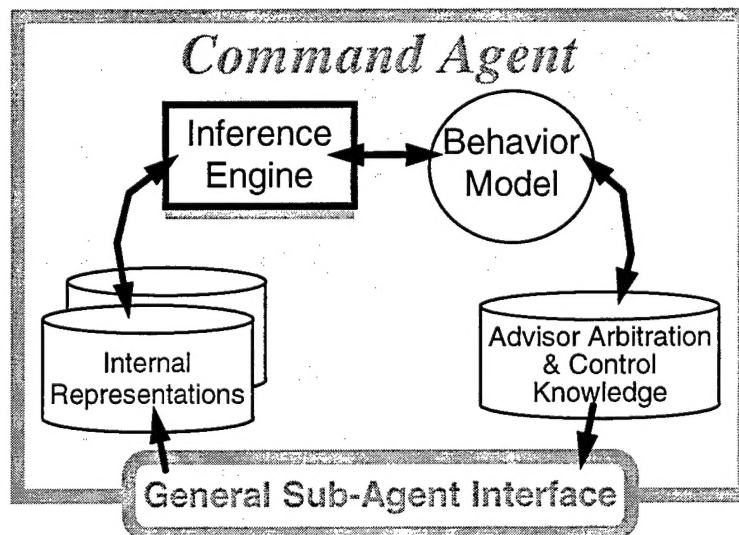 Command Agent
Inference
Engine
Behavior
Model
Internal
Representations
Advisor Arbitration
& Control
Knowledge
General Sub-Agent Interface